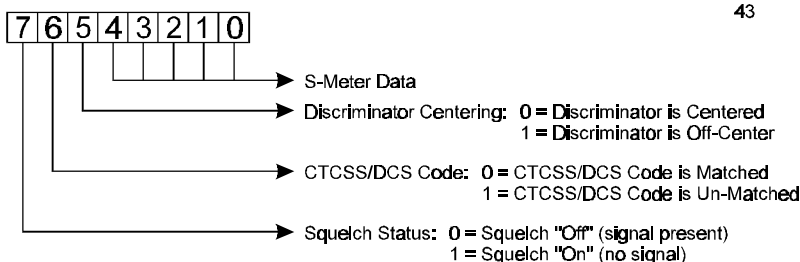 43
7 6 5 4 3 2 1 0
S-Meter Data
Discriminator Centering: 0 = Discriminator is Centered
1 = Discriminator is Off-Center
CTCSS/DCS Code: 0 = CTCSS/DCS Code is Matched
1 = CTCSS/DCS Code is Un-Matched
Squelch Status: 0 = Squelch "Off" (signal present)
1 = Squelch "On" (no signal)